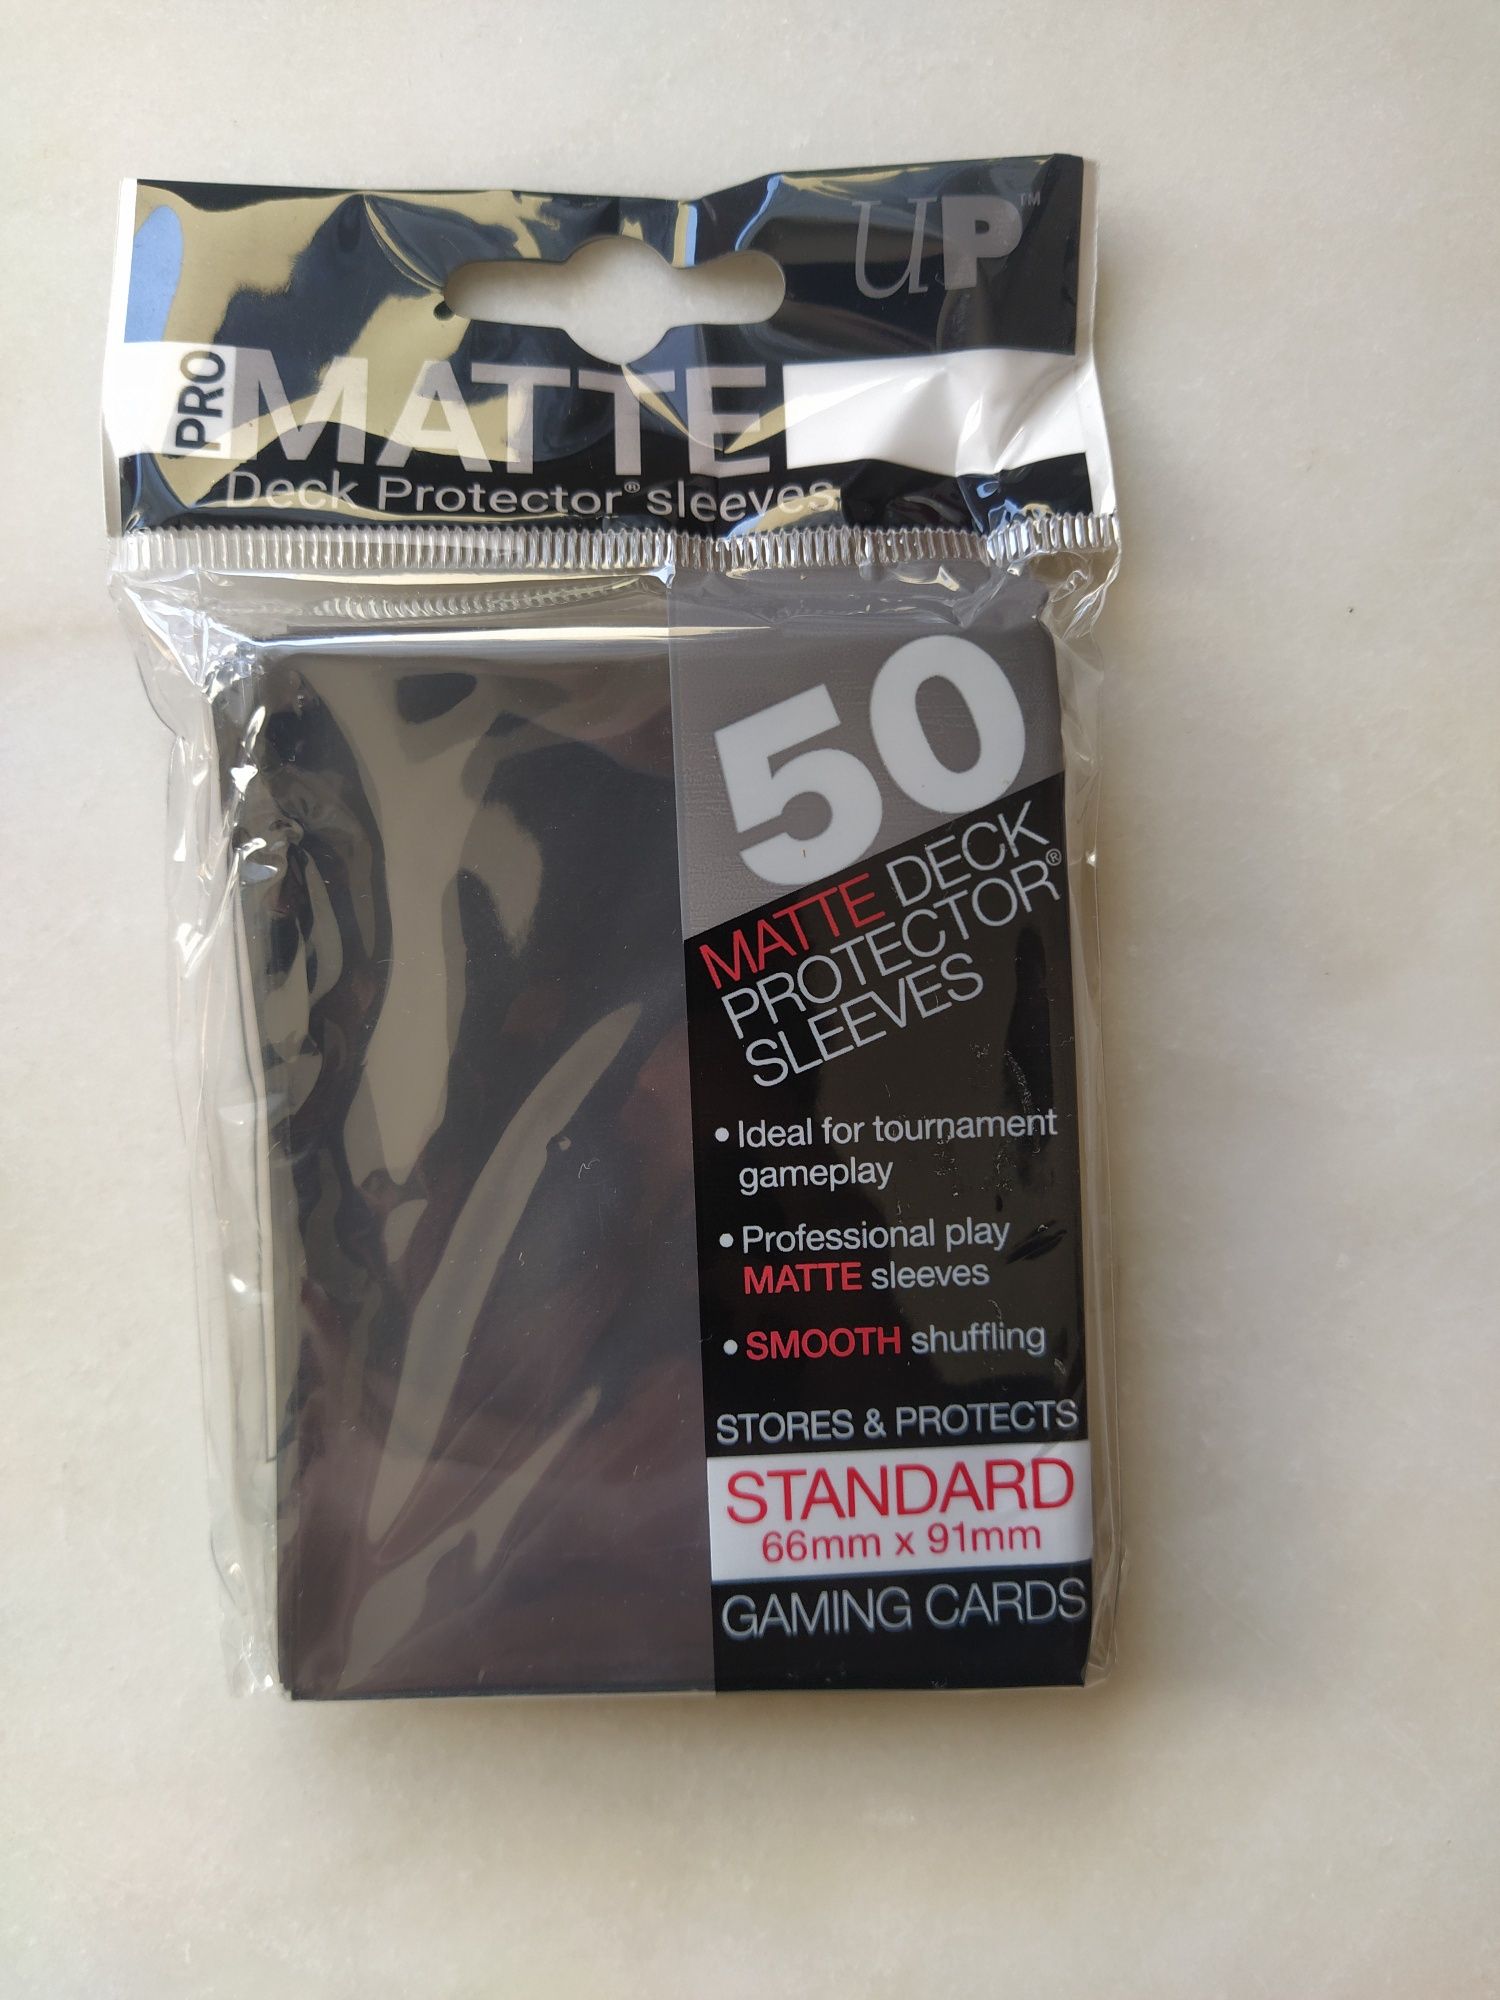 UP™
PRO MATTE
Deck Protector® sleeves
50
MATTE DECK
PROTECTOR®
SLEEVES
• Ideal for tournament
gameplay
• Professional play
MATTE sleeves
• SMOOTH shuffling
STORES & PROTECTS
STANDARD
66mm x 91mm
GAMING CARDS